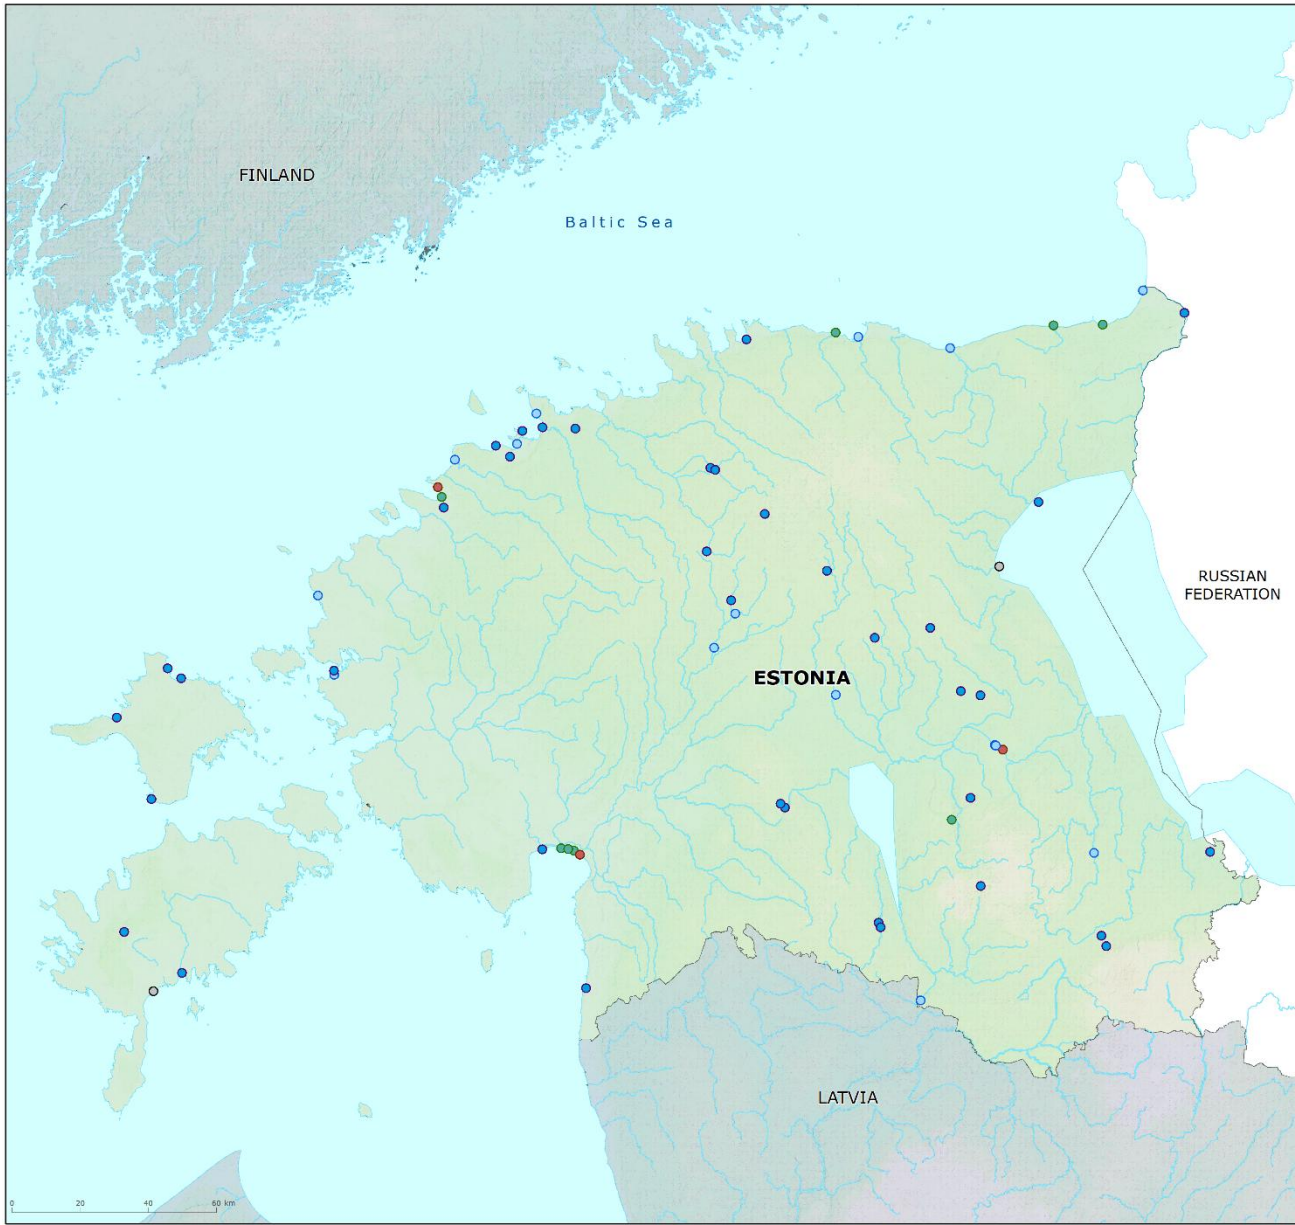 FINLAND
Baltic Sea
RUSSIAN
FEDERATION
ESTONIA
LATVIA
0 20 40 60 km